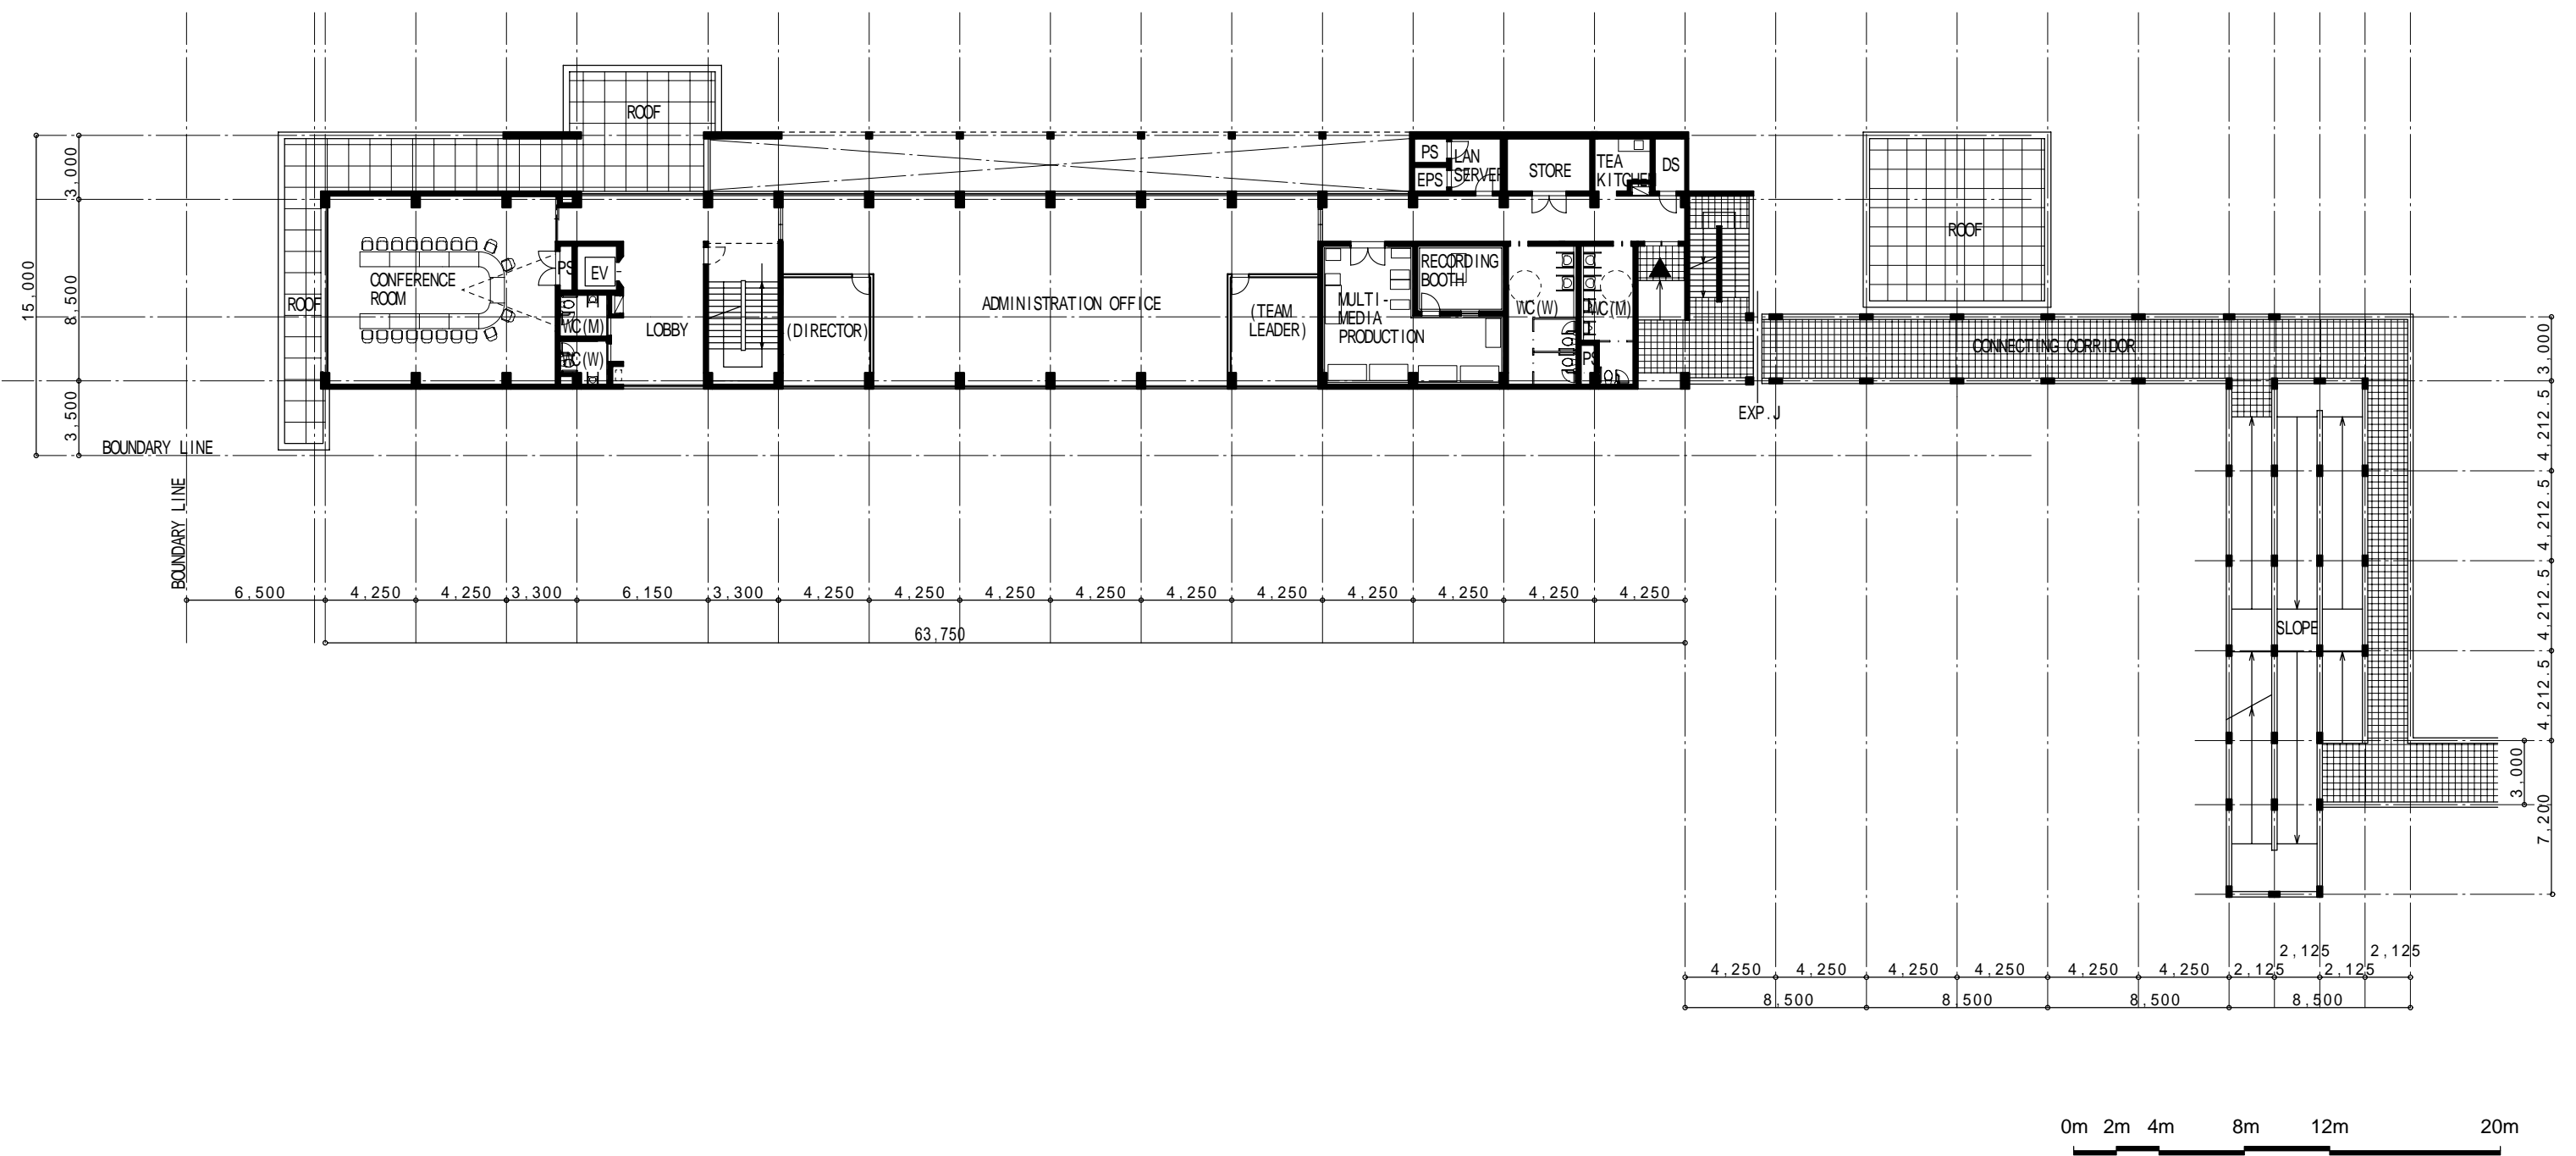 ROOF
3,000
15,000
8,500
3,500
PS
LAN
SERVER
EPS
STORE
TEA
KITCHEN
DS
ROOF
CONFERENCE
ROOM
PS
EV
RECORDING
BOOTH
ROOF
WC(M)
WC(W)
LOBBY
(DIRECTOR)
ADMINISTRATION OFFICE
(TEAM
LEADER)
MULTI-
MEDIA
PRODUCTION
WC(W)
WC(M)
PS
CONNECTING CORRIDOR
EXP.J
3,000
4,212.5
4,212.5
4,212.5
4,212.5
7,200
3,000
BOUNDARY LINE
BOUNDARY LINE
SLOPE
6,500 4,250 4,250 3,300 6,150 3,300 4,250 4,250 4,250 4,250 4,250 4,250 4,250 4,250 4,250 4,250
63,750
2,125 2,125
4,250 4,250 4,250 4,250 4,250 4,250 2,125 2,125
8,500 8,500 8,500 8,500
0m 2m 4m 8m 12m 20m